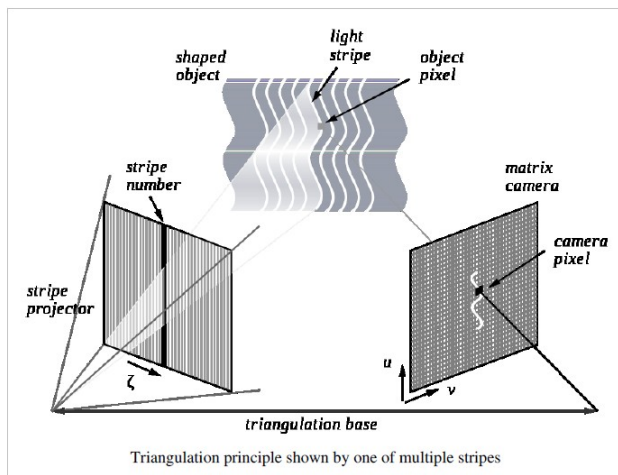 shaped
object
light
stripe
object
pixel
stripe
number
matrix
camera
camera
pixel
stripe
projector
ζ
u
v
triangulation base
Triangulation principle shown by one of multiple stripes